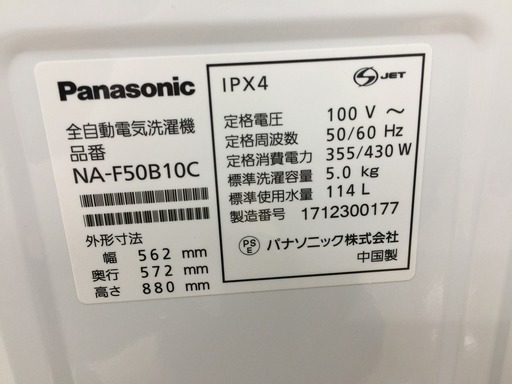 Panasonic
全自動電気洗濯機
品番
NA-F50B10C
外形寸法
幅 562 mm
奥行 572 mm
高さ 880 mm
IPX4
S JET
定格電圧 100 V ～
定格周波数 50/60 Hz
定格消費電力 355/430 W
標準洗濯容量 5.0 kg
標準使用水量 114 L
製造番号 1712300177
PS E パナソニック株式会社
中国製